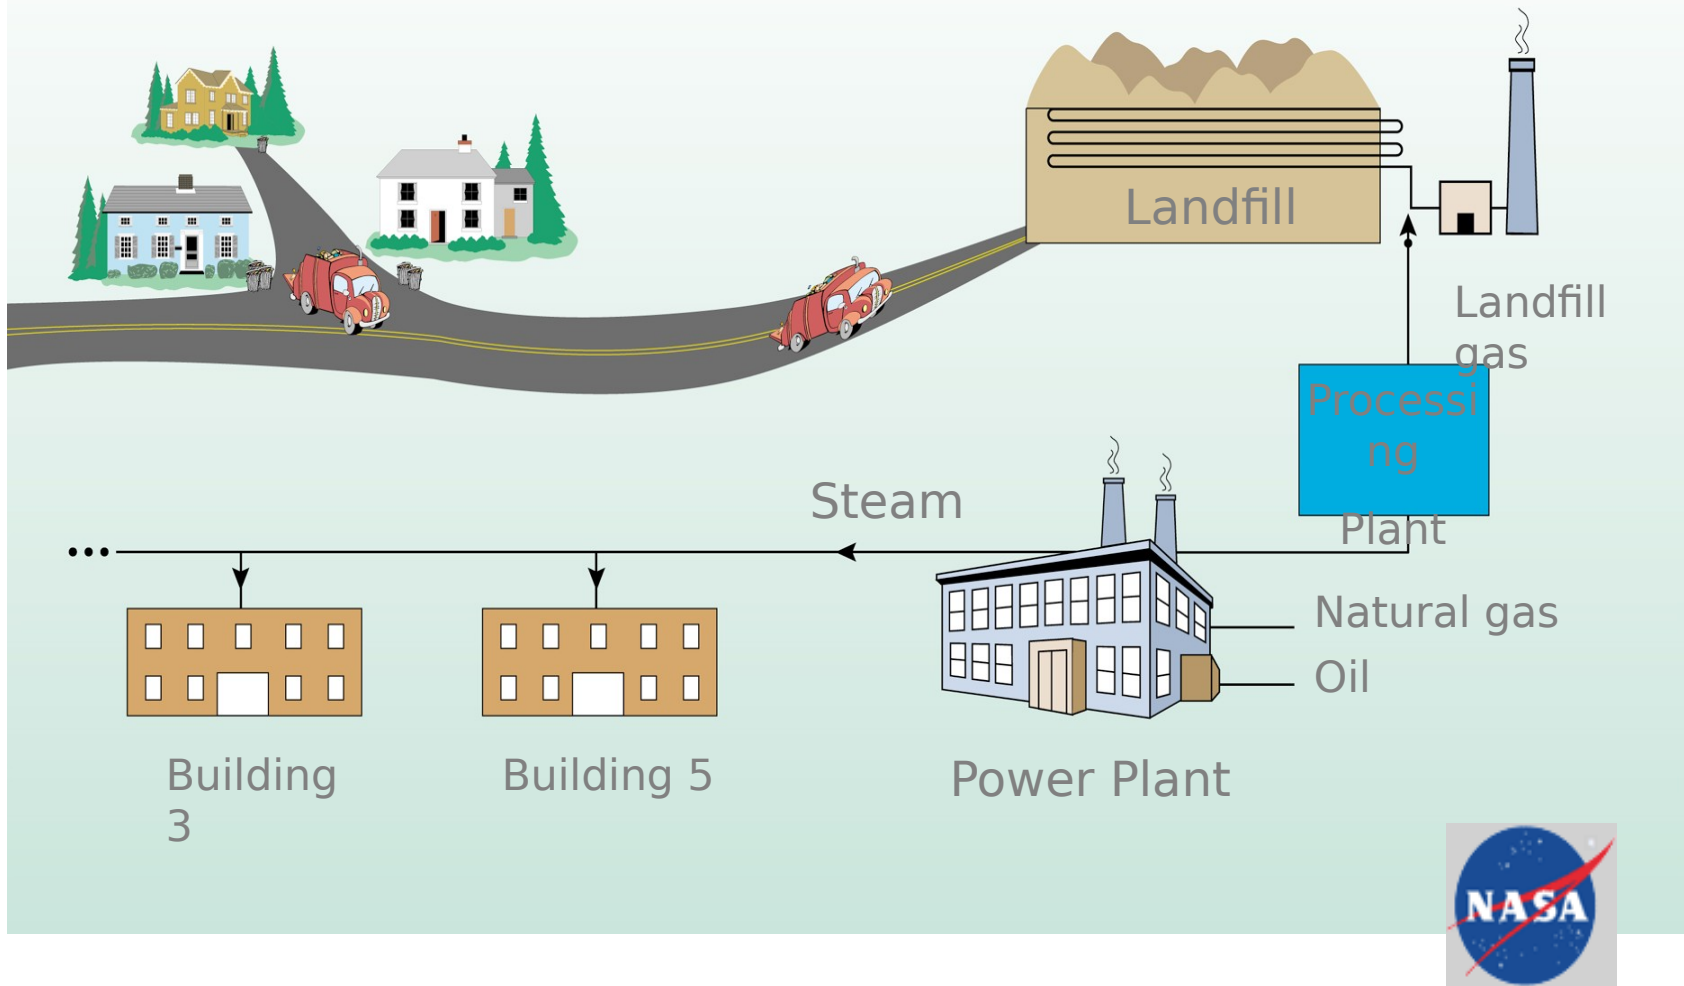 Landfill
Landfill
gas
Processi
ng
Plant
Steam
Natural gas
Oil
Building
3
Building 5
Power Plant
NASA